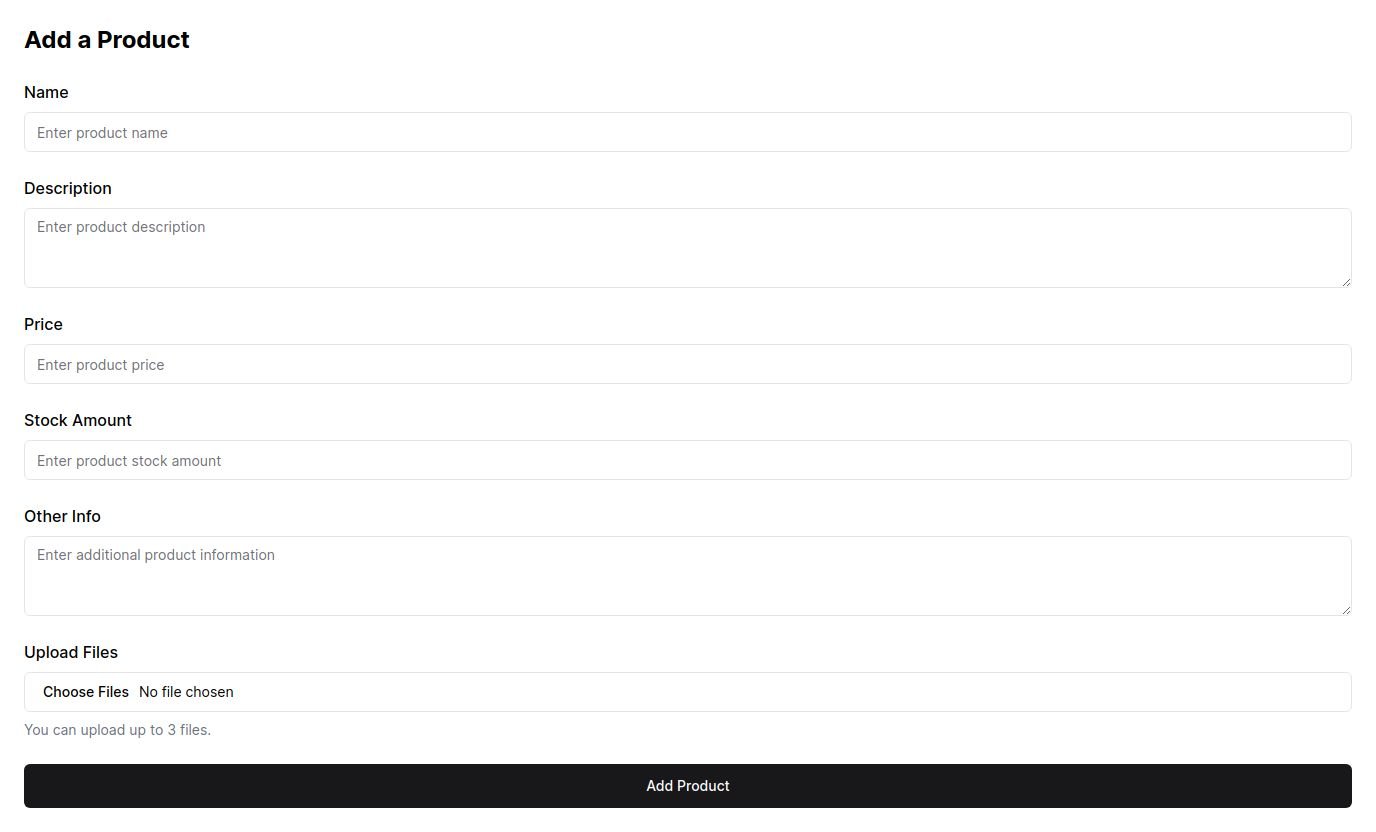 Add a Product
Name
Enter product name
Description
Enter product description
Price
Enter product price
Stock Amount
Enter product stock amount
Other Info
Enter additional product information
Upload Files
Choose Files No file chosen
You can upload up to 3 files.
Add Product